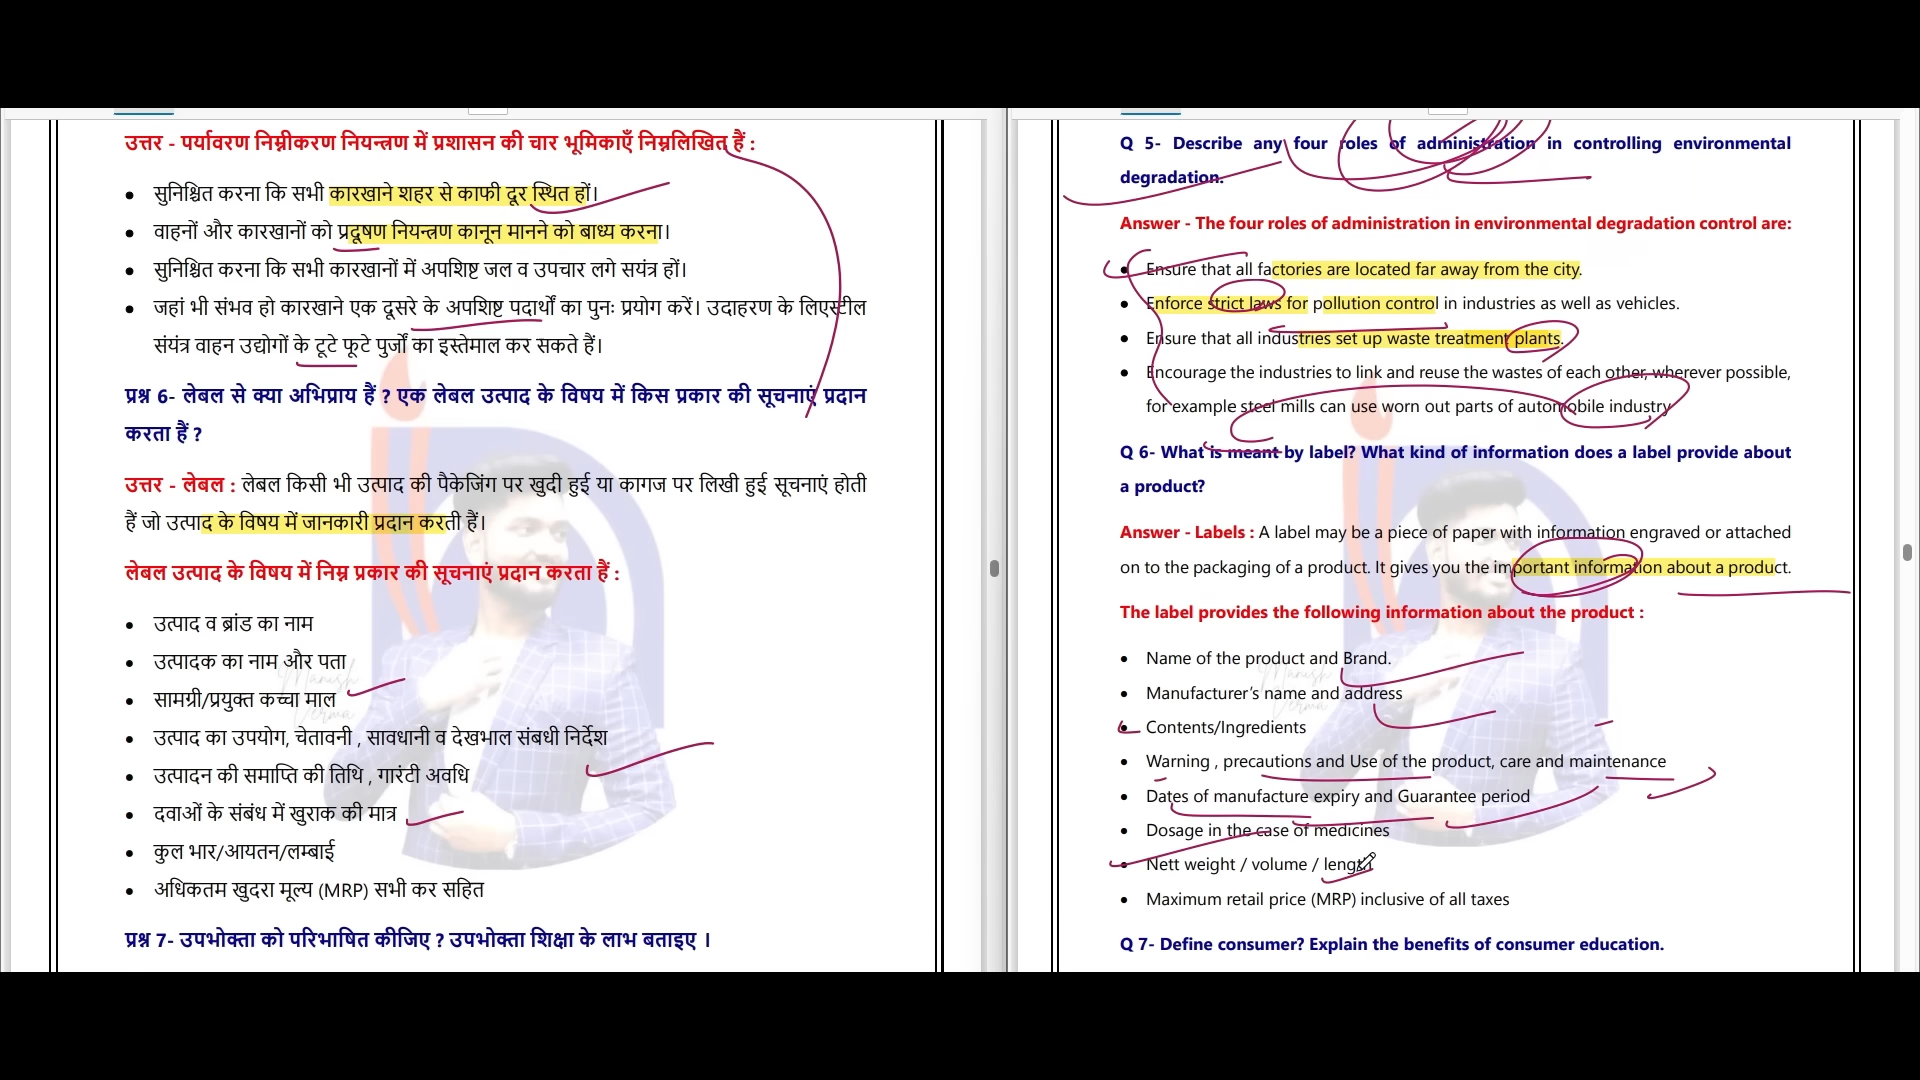 उत्तर - पर्यावरण निम्नीकरण नियन्त्रण में प्रशासन की चार भूमिकाएँ निम्नलिखित हैं :
• सुनिश्चित करना कि सभी कारखाने शहर से काफी दूर स्थित हों।
• वाहनों और कारखानों को प्रदूषण नियन्त्रण कानून मानने को बाध्य करना।
• सुनिश्चित करना कि सभी कारखानों में अपशिष्ट जल व उपचार लगे सयंत्र हों।
• जहां भी संभव हो कारखाने एक दूसरे के अपशिष्ट पदार्थों का पुनः प्रयोग करें। उदाहरण के लिएस्टील
संयंत्र वाहन उद्योगों के टूटे फूटे पुर्जों का इस्तेमाल कर सकते हैं।
प्रश्न 6- लेबल से क्या अभिप्राय हैं ? एक लेबल उत्पाद के विषय में किस प्रकार की सूचनाएं प्रदान
करता हैं ?
उत्तर - लेबल : लेबल किसी भी उत्पाद की पैकेजिंग पर खुदी हुई या कागज पर लिखी हुई सूचनाएं होती
हैं जो उत्पाद के विषय में जानकारी प्रदान करती हैं।
लेबल उत्पाद के विषय में निम्न प्रकार की सूचनाएं प्रदान करता हैं :
• उत्पाद व ब्रांड का नाम
• उत्पादक का नाम और पता
• सामग्री/प्रयुक्त कच्चा माल
• उत्पाद का उपयोग, चेतावनी , सावधानी व देखभाल संबधी निर्देश
• उत्पादन की समाप्ति की तिथि , गारंटी अवधि
• दवाओं के संबंध में खुराक की मात्र
• कुल भार/आयतन/लम्बाई
• अधिकतम खुदरा मूल्य (MRP) सभी कर सहित
प्रश्न 7- उपभोक्ता को परिभाषित कीजिए ? उपभोक्ता शिक्षा के लाभ बताइए ।
Manish
Verma
Q 5- Describe any four roles of administration in controlling environmental
degradation.
Answer - The four roles of administration in environmental degradation control are:
• Ensure that all factories are located far away from the city.
• Enforce strict laws for pollution control in industries as well as vehicles.
• Ensure that all industries set up waste treatment plants.
• Encourage the industries to link and reuse the wastes of each other, wherever possible,
for example steel mills can use worn out parts of automobile industry
Q 6- What is meant by label? What kind of information does a label provide about
a product?
Answer - Labels : A label may be a piece of paper with information engraved or attached
on to the packaging of a product. It gives you the important information about a product.
The label provides the following information about the product :
• Name of the product and Brand.
• Manufacturer’s name and address
• Contents/Ingredients
• Warning , precautions and Use of the product, care and maintenance
• Dates of manufacture expiry and Guarantee period
• Dosage in the case of medicines
• Nett weight / volume / length
• Maximum retail price (MRP) inclusive of all taxes
Q 7- Define consumer? Explain the benefits of consumer education.
Manish
Verma